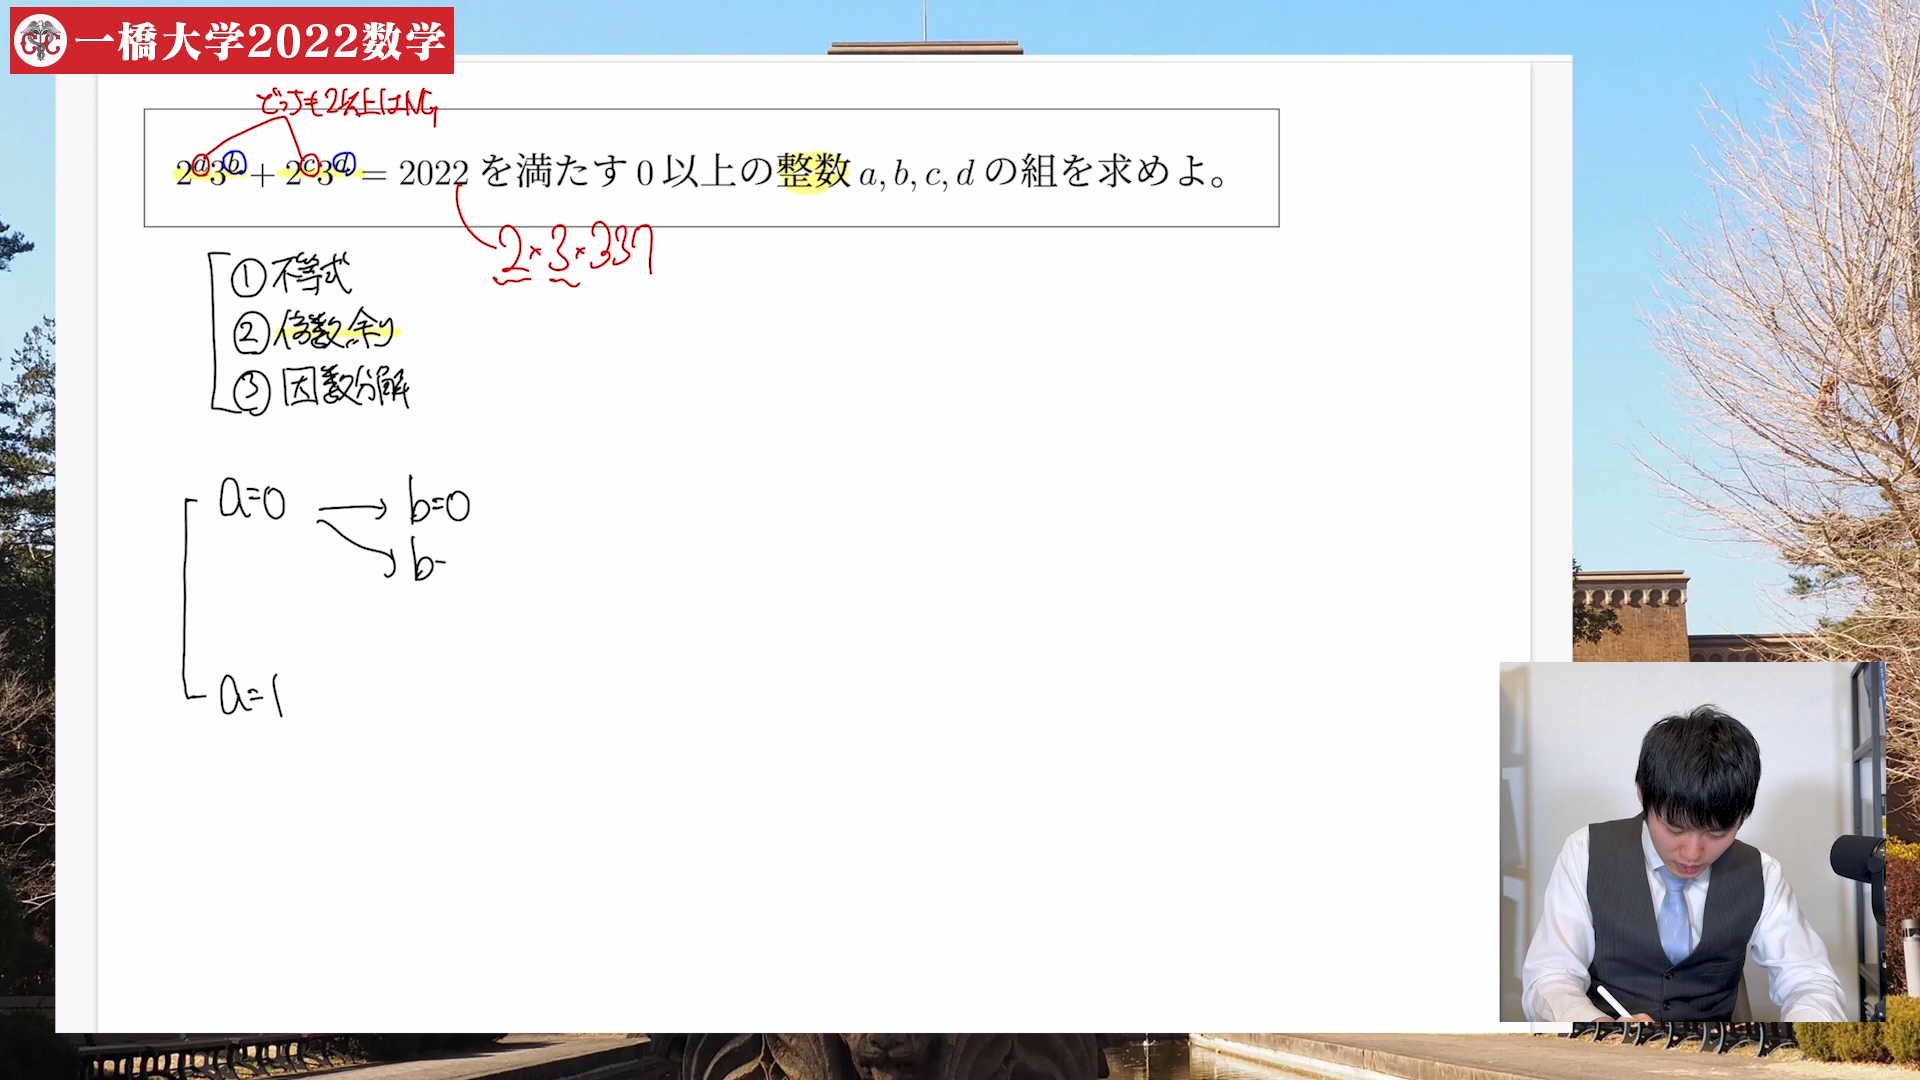 一橋大学2022数学
どっちも2以上はNG
2^a3^b + 2^c3^d = 2022 を満たす 0 以上の整数 a, b, c, d の組を求めよ。
2×3×337
①不等式
②倍数、余り
③因数分解
a=0 → b=0
b-
a=1